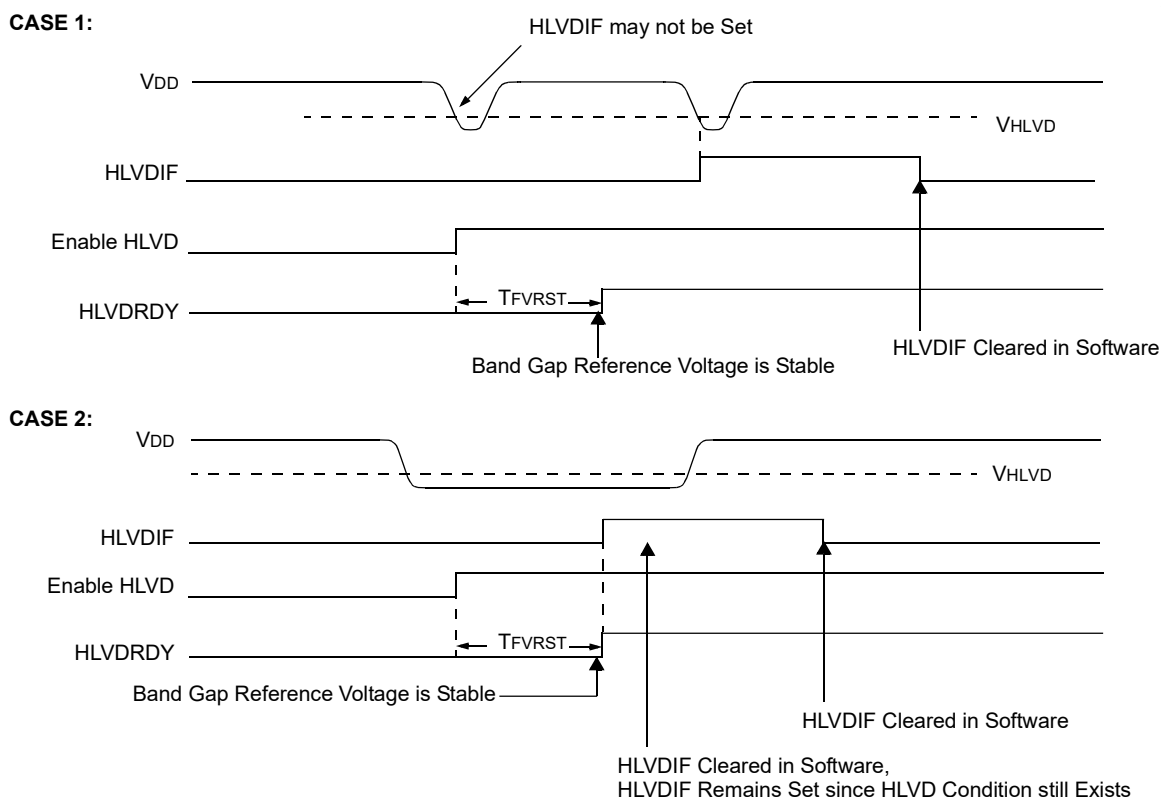 CASE 1:
HLVDIF may not be Set
VDD
VHLVD
HLVDIF
Enable HLVD
TFVRST
HLVDRDY
Band Gap Reference Voltage is Stable
HLVDIF Cleared in Software
CASE 2:
VDD
VHLVD
HLVDIF
Enable HLVD
TFVRST
HLVDRDY
Band Gap Reference Voltage is Stable
HLVDIF Cleared in Software
HLVDIF Cleared in Software,
HLVDIF Remains Set since HLVD Condition still Exists